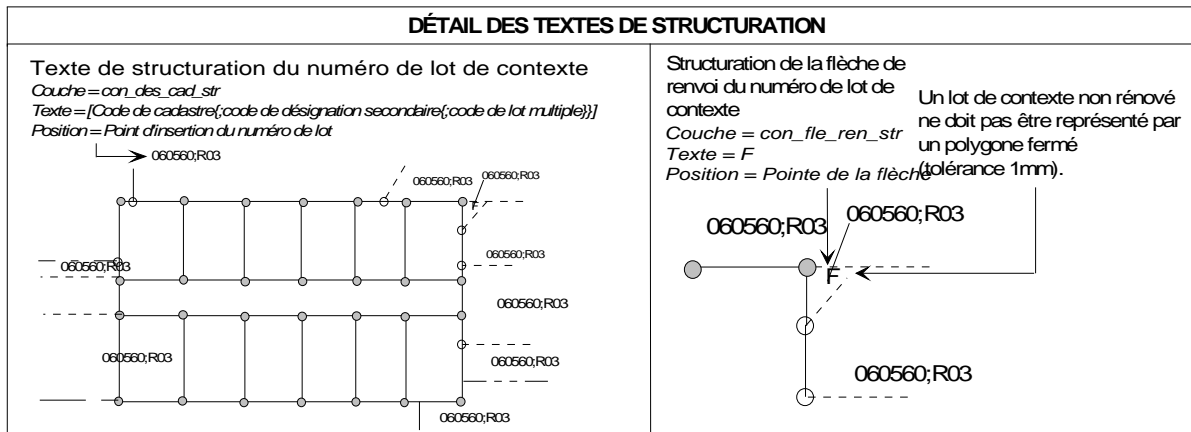 DÉTAIL DES TEXTES DE STRUCTURATION
Texte de structuration du numéro de lot de contexte
Couche = con_des_cad_str
Texte = [Code de cadastre{;code de désignation secondaire{;code de lot multiple}}]
Position = Point d'insertion du numéro de lot
060560;R03
060560;R03
060560;R03
F
060560;R03
060560;R03
060560;R03
060560;R03
060560;R03
060560;R03
Structuration de la flèche de
renvoi du numéro de lot de
contexte
Couche = con_fle_ren_str
Texte = F
Position = Pointe de la flèche
Un lot de contexte non rénové
ne doit pas être représenté par
un polygone fermé
(tolérance 1mm).
060560;R03
060560;R03
F
060560;R03